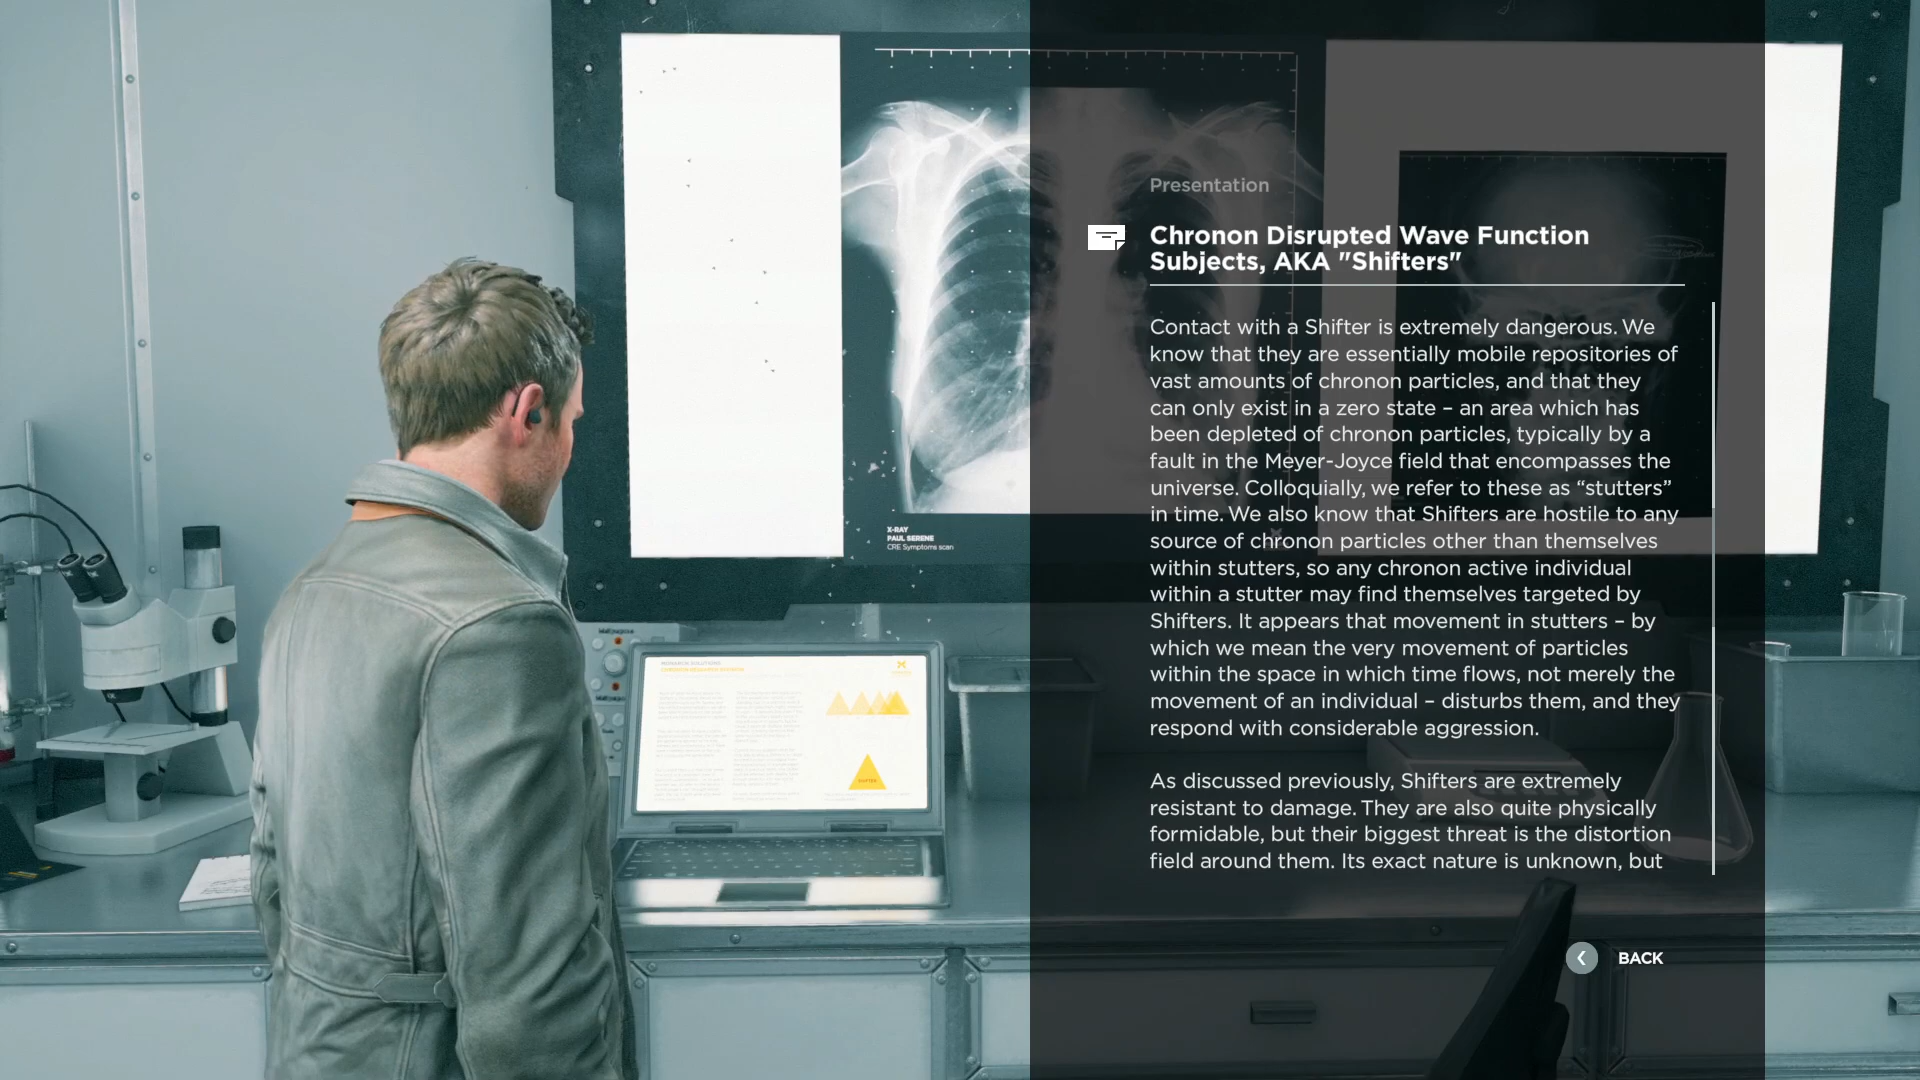 Presentation
Chronon Disrupted Wave Function
Subjects, AKA "Shifters"
Contact with a Shifter is extremely dangerous. We
know that they are essentially mobile repositories of
vast amounts of chronon particles, and that they
can only exist in a zero state – an area which has
been depleted of chronon particles, typically by a
fault in the Meyer-Joyce field that encompasses the
universe. Colloquially, we refer to these as “stutters”
in time. We also know that Shifters are hostile to any
source of chronon particles other than themselves
within stutters, so any chronon active individual
within a stutter may find themselves targeted by
Shifters. It appears that movement in stutters – by
which we mean the very movement of particles
within the space in which time flows, not merely the
movement of an individual – disturbs them, and they
respond with considerable aggression.
As discussed previously, Shifters are extremely
resistant to damage. They are also quite physically
formidable, but their biggest threat is the distortion
field around them. Its exact nature is unknown, but
BACK
X-RAY
PAUL SERENE
CRE Symptoms scan
MONARCH SOLUTIONS
SHIFTER